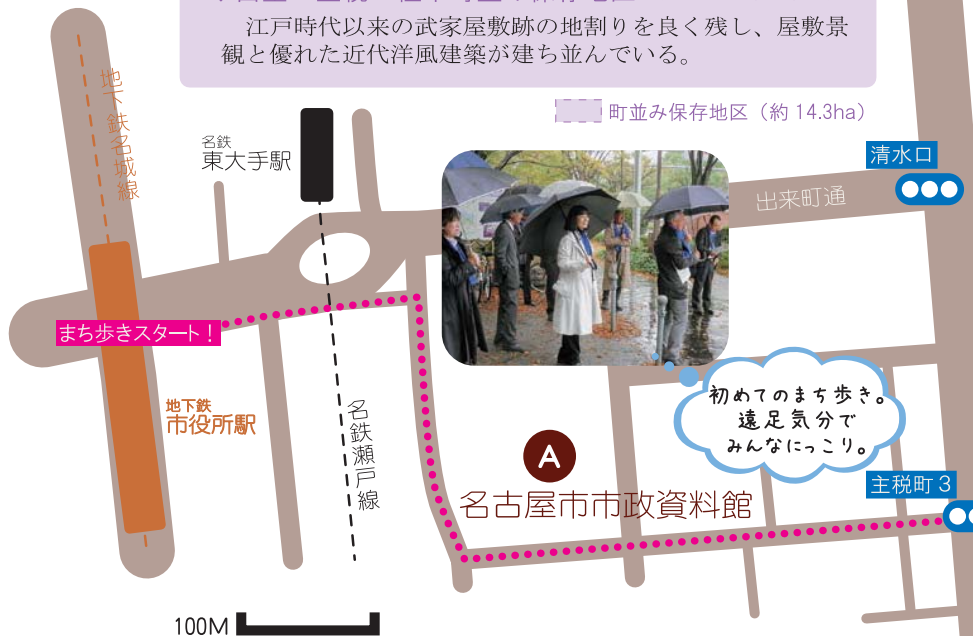 江戸時代以来の武家屋敷跡の地割りを良く残し、屋敷景
観と優れた近代洋風建築が建ち並んでいる。
町並み保存地区（約 14.3ha）
地下鉄名城線
名鉄
東大手駅
清水口
出来町通
まち歩きスタート！
地下鉄
市役所駅
名鉄瀬戸線
初めてのまち歩き。
遠足気分で
みんなにっこり。
A
名古屋市市政資料館
主税町 3
100M